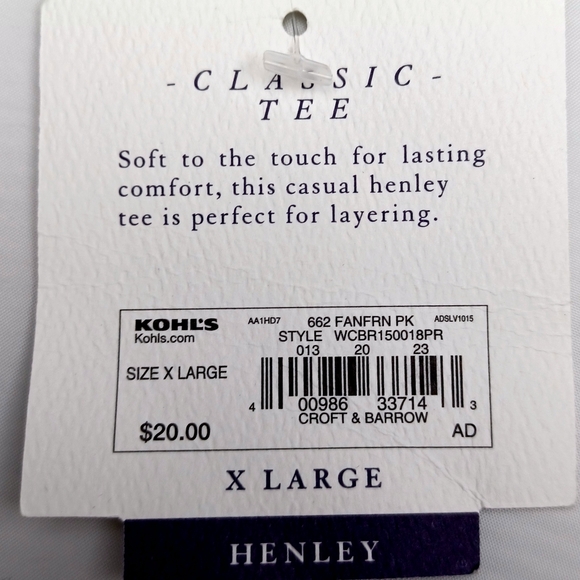 - CLASSIC -
TEE
Soft to the touch for lasting
comfort, this casual henley
tee is perfect for layering.
KOHL'S AA1HD7 662 FANFRN PK ADSLV1015
Kohls.com STYLE WCBR150018PR
013 20 23
SIZE X LARGE
4 00986 33714 3
CROFT & BARROW
$20.00 AD
X LARGE
HENLEY